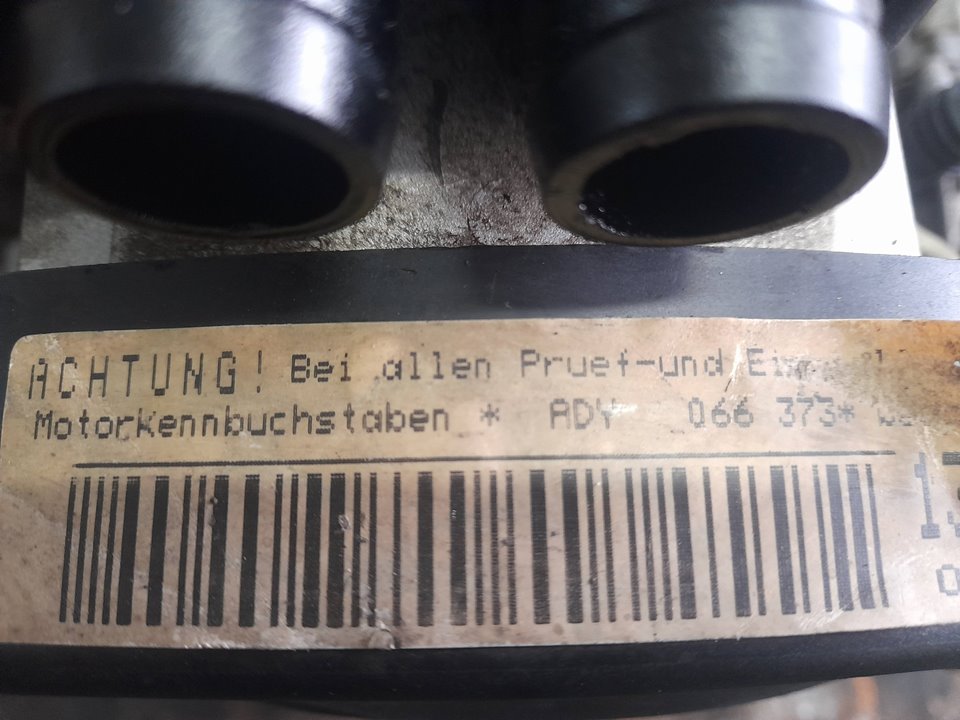 ACHTUNG! Bei allen Pruef-und
Motorkennbuchstaben * ADY 066 373*